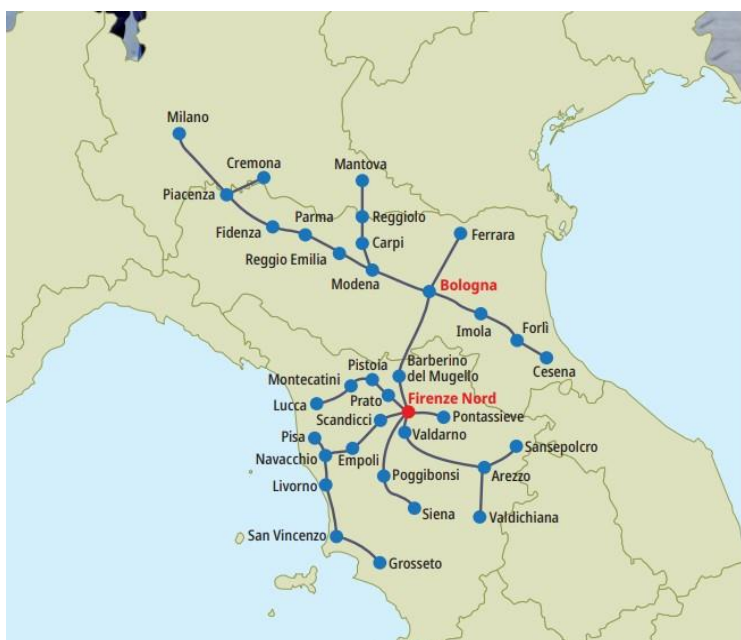 Milano
Cremona
Mantova
Piacenza
Parma
Reggiolo
Fidenza
Ferrara
Carpi
Reggio Emilia
Modena
Bologna
Imola
Forlì
Cesena
Pistoia
Barberino
del Mugello
Montecatini
Prato
Firenze Nord
Lucca
Scandicci
Pontassieve
Pisa
Valdarno
Sansepolcro
Navacchio
Empoli
Poggibonsi
Arezzo
Livorno
Siena
Valdichiana
San Vincenzo
Grosseto